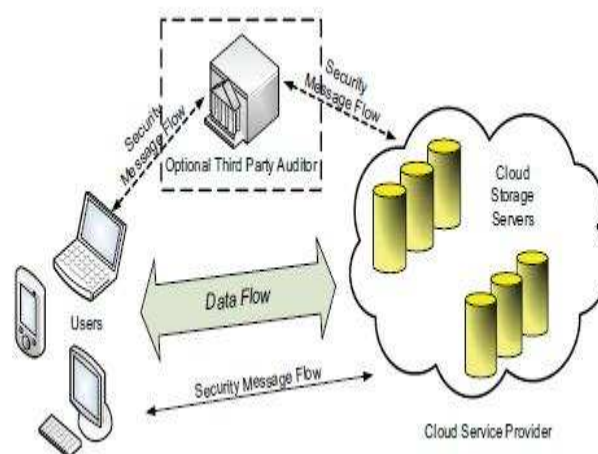 Security
Message Flow
Security
Message Flow
Optional Third Party Auditor
Cloud
Storage
Servers
Users
Data Flow
Security Message Flow
Cloud Service Provider